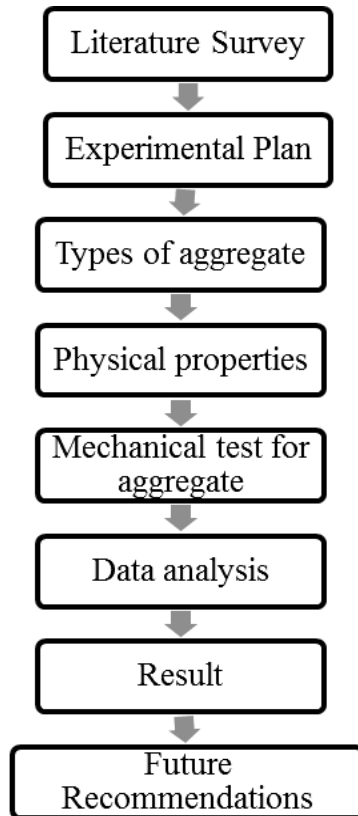 Literature Survey
Experimental Plan
Types of aggregate
Physical properties
Mechanical test for
aggregate
Data analysis
Result
Future
Recommendations